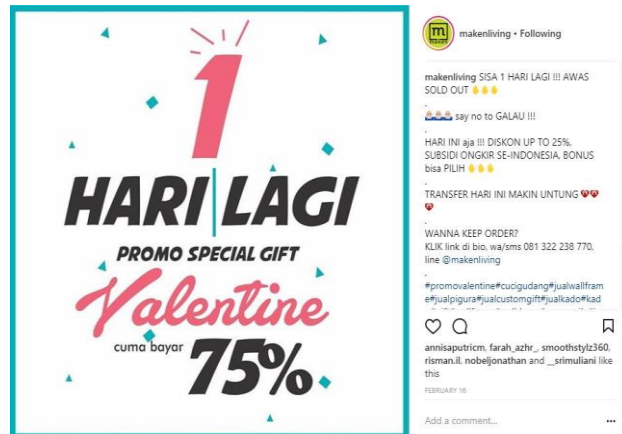 1
HARI LAGI
PROMO SPECIAL GIFT
Valentine
cuma bayar 75%
m
makenliving • Following
makenliving SISA 1 HARI LAGI !!! AWAS
SOLD OUT
.
say no to GALAU !!!
.
HARI INI aja !!! DISKON UP TO 25%,
SUBSIDI ONGKIR SE-INDONESIA, BONUS
bisa PILIH
.
TRANSFER HARI INI MAKIN UNTUNG
.
WANNA KEEP ORDER?
KLIK link di bio, wa/sms 081 322 238 770,
line @makenliving
.
#promovalentine#cucigudang#jualwallfram
e#jualpigura#jualcustomgift#jualkado#kad
annisaputricm, farah_azhr_, smoothstylz360,
risman.il, nobeljonathan and __srimuliani like
this
FEBRUARY 16
Add a comment...